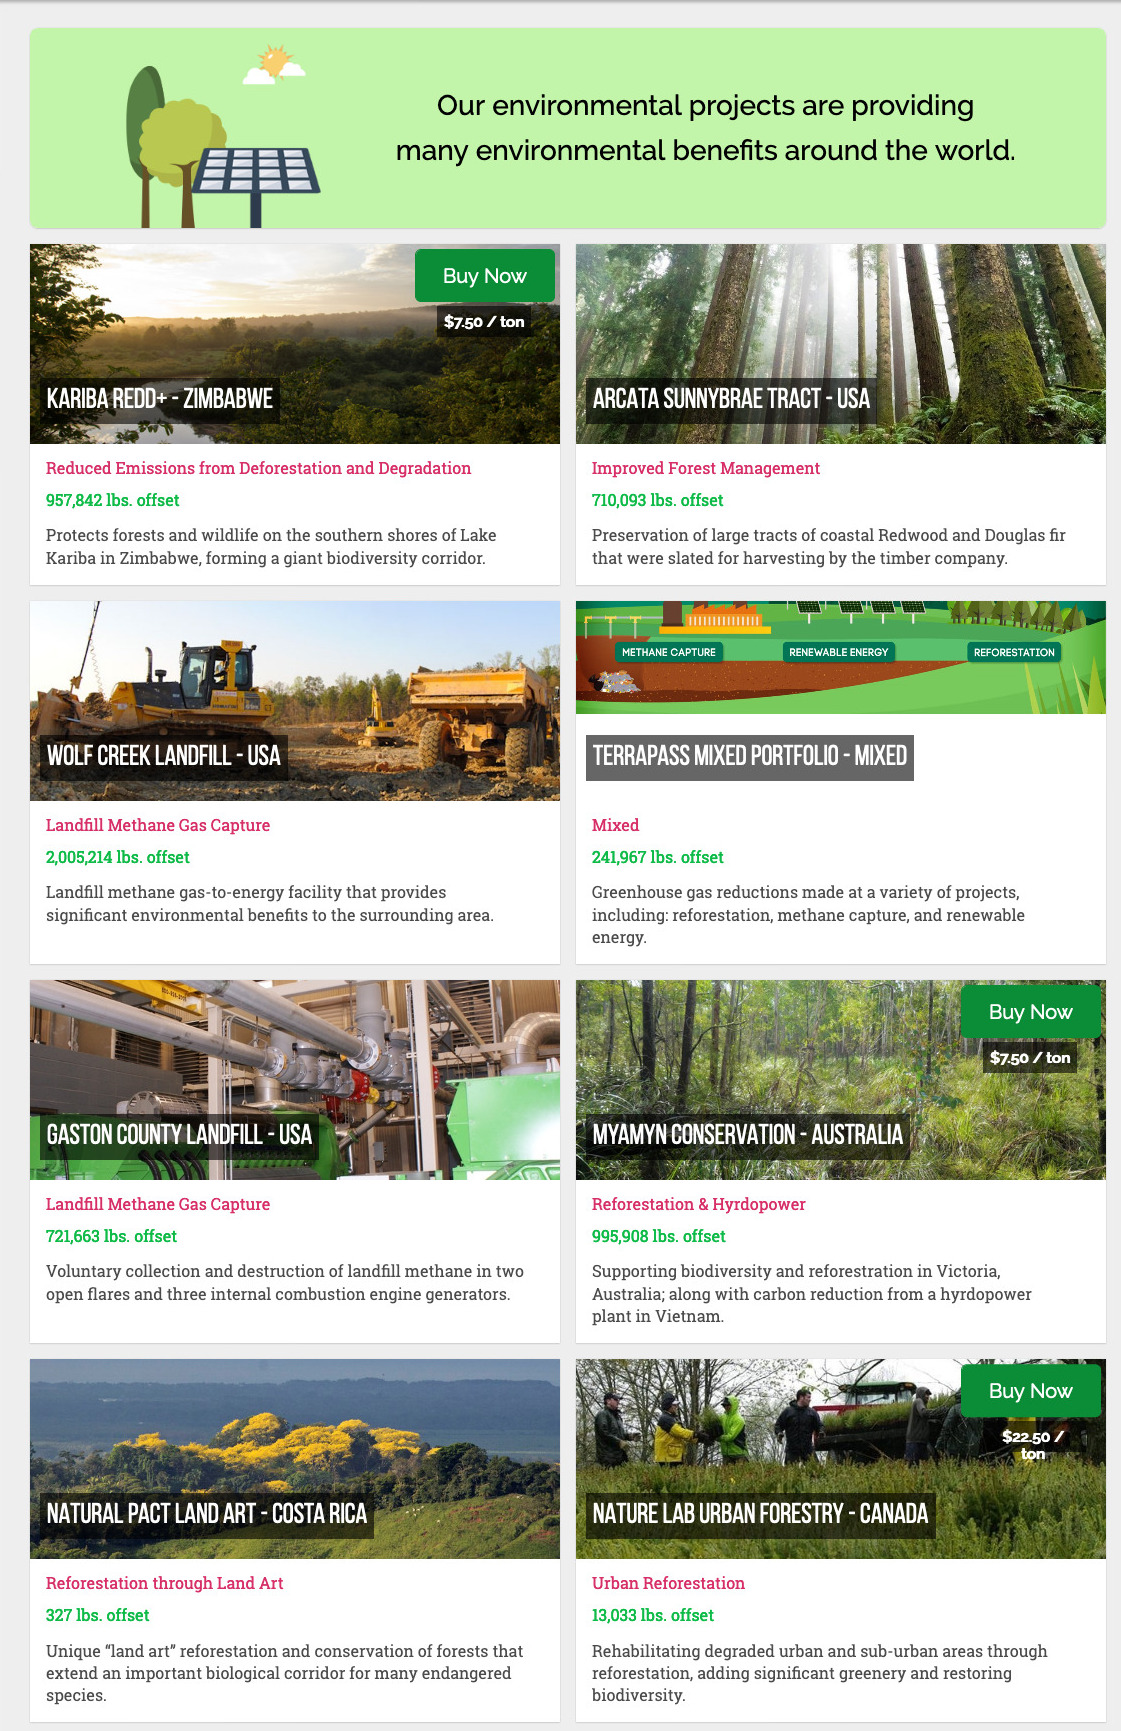 Our environmental projects are providing
many environmental benefits around the world.
Buy Now
$7.50 / ton
KARIBA REDD+ - ZIMBABWE
Reduced Emissions from Deforestation and Degradation
957,842 lbs. offset
Protects forests and wildlife on the southern shores of Lake
Kariba in Zimbabwe, forming a giant biodiversity corridor.
ARCATA SUNNYBRAE TRACT - USA
Improved Forest Management
710,093 lbs. offset
Preservation of large tracts of coastal Redwood and Douglas fir
that were slated for harvesting by the timber company.
WOLF CREEK LANDFILL - USA
Landfill Methane Gas Capture
2,005,214 lbs. offset
Landfill methane gas-to-energy facility that provides
significant environmental benefits to the surrounding area.
METHANE CAPTURE
RENEWABLE ENERGY
REFORESTATION
TERRAPASS MIXED PORTFOLIO - MIXED
Mixed
241,967 lbs. offset
Greenhouse gas reductions made at a variety of projects,
including: reforestation, methane capture, and renewable
energy.
GASTON COUNTY LANDFILL - USA
Landfill Methane Gas Capture
721,663 lbs. offset
Voluntary collection and destruction of landfill methane in two
open flares and three internal combustion engine generators.
Buy Now
$7.50 / ton
MYAMYN CONSERVATION - AUSTRALIA
Reforestation & Hyrdopower
995,908 lbs. offset
Supporting biodiversity and reforestration in Victoria,
Australia; along with carbon reduction from a hyrdopower
plant in Vietnam.
NATURAL PACT LAND ART - COSTA RICA
Reforestation through Land Art
327 lbs. offset
Unique “land art” reforestation and conservation of forests that
extend an important biological corridor for many endangered
species.
Buy Now
$22.50 /
ton
NATURE LAB URBAN FORESTRY - CANADA
Urban Reforestation
13,033 lbs. offset
Rehabilitating degraded urban and sub-urban areas through
reforestation, adding significant greenery and restoring
biodiversity.